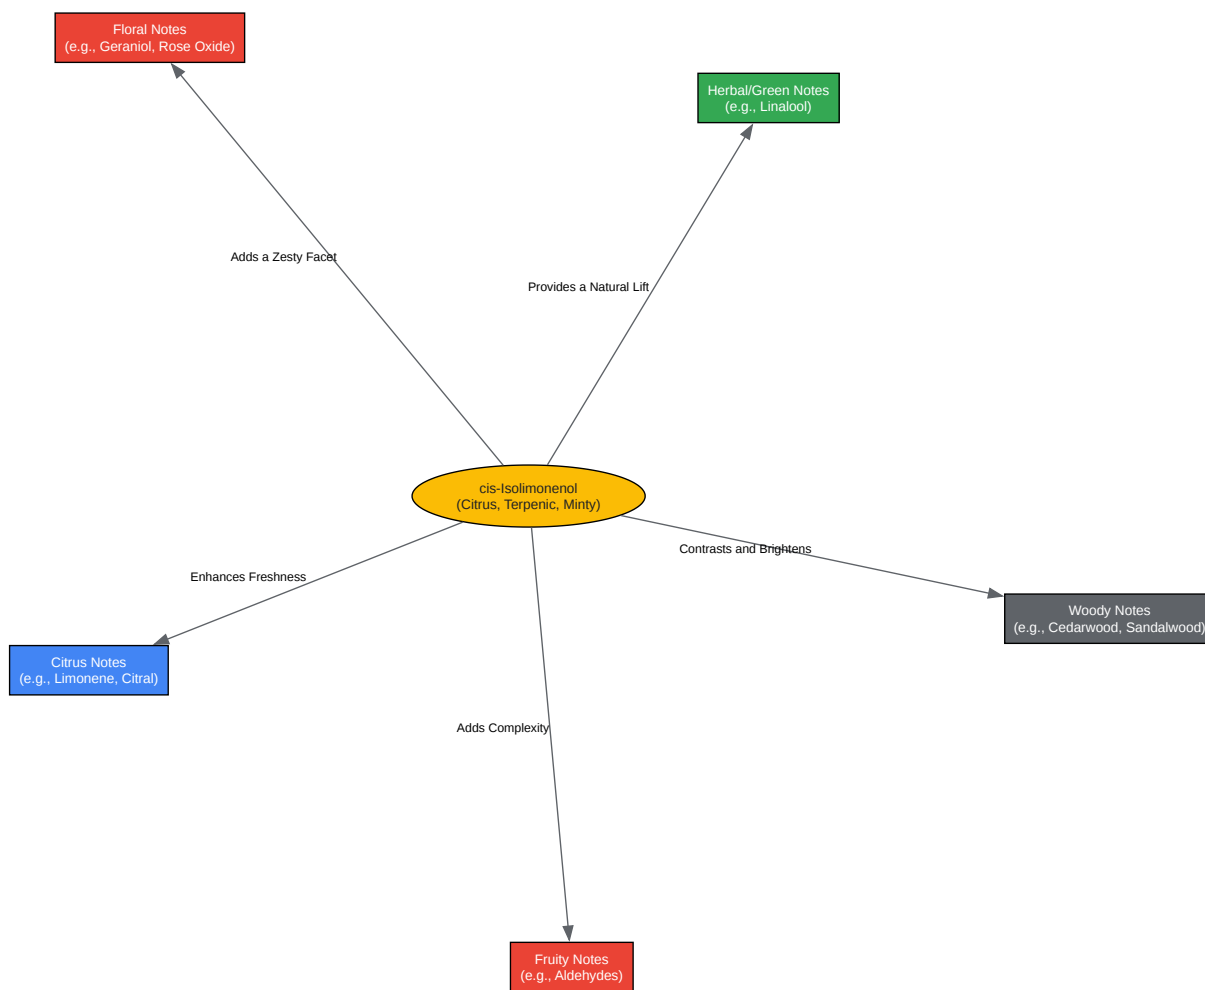 Floral Notes
(e.g., Geraniol, Rose Oxide)
Herbal/Green Notes
(e.g., Linalool)
Adds a Zesty Facet
Provides a Natural Lift
cis-Isolimonenol
(Citrus, Terpenic, Minty)
Contrasts and Brightens
Enhances Freshness
Woody Notes
(e.g., Cedarwood, Sandalwood)
Citrus Notes
(e.g., Limonene, Citral)
Adds Complexity
Fruity Notes
(e.g., Aldehydes)